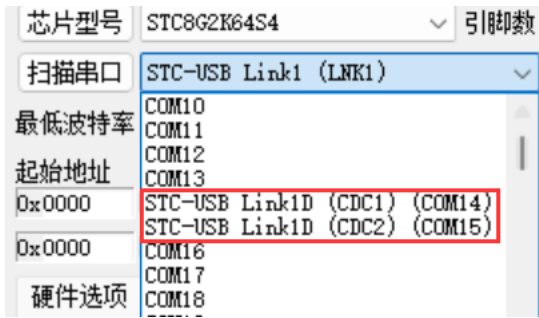 芯片型号 STC8G2K64S4 引脚数
扫描串口 STC-USB Link1 (LNK1)
COM10
最低波特率 COM11
COM12
起始地址 COM13
0x0000 STC-USB Link1D (CDC1) (COM14)
STC-USB Link1D (CDC2) (COM15)
0x0000 COM16
COM17
硬件选项 COM18